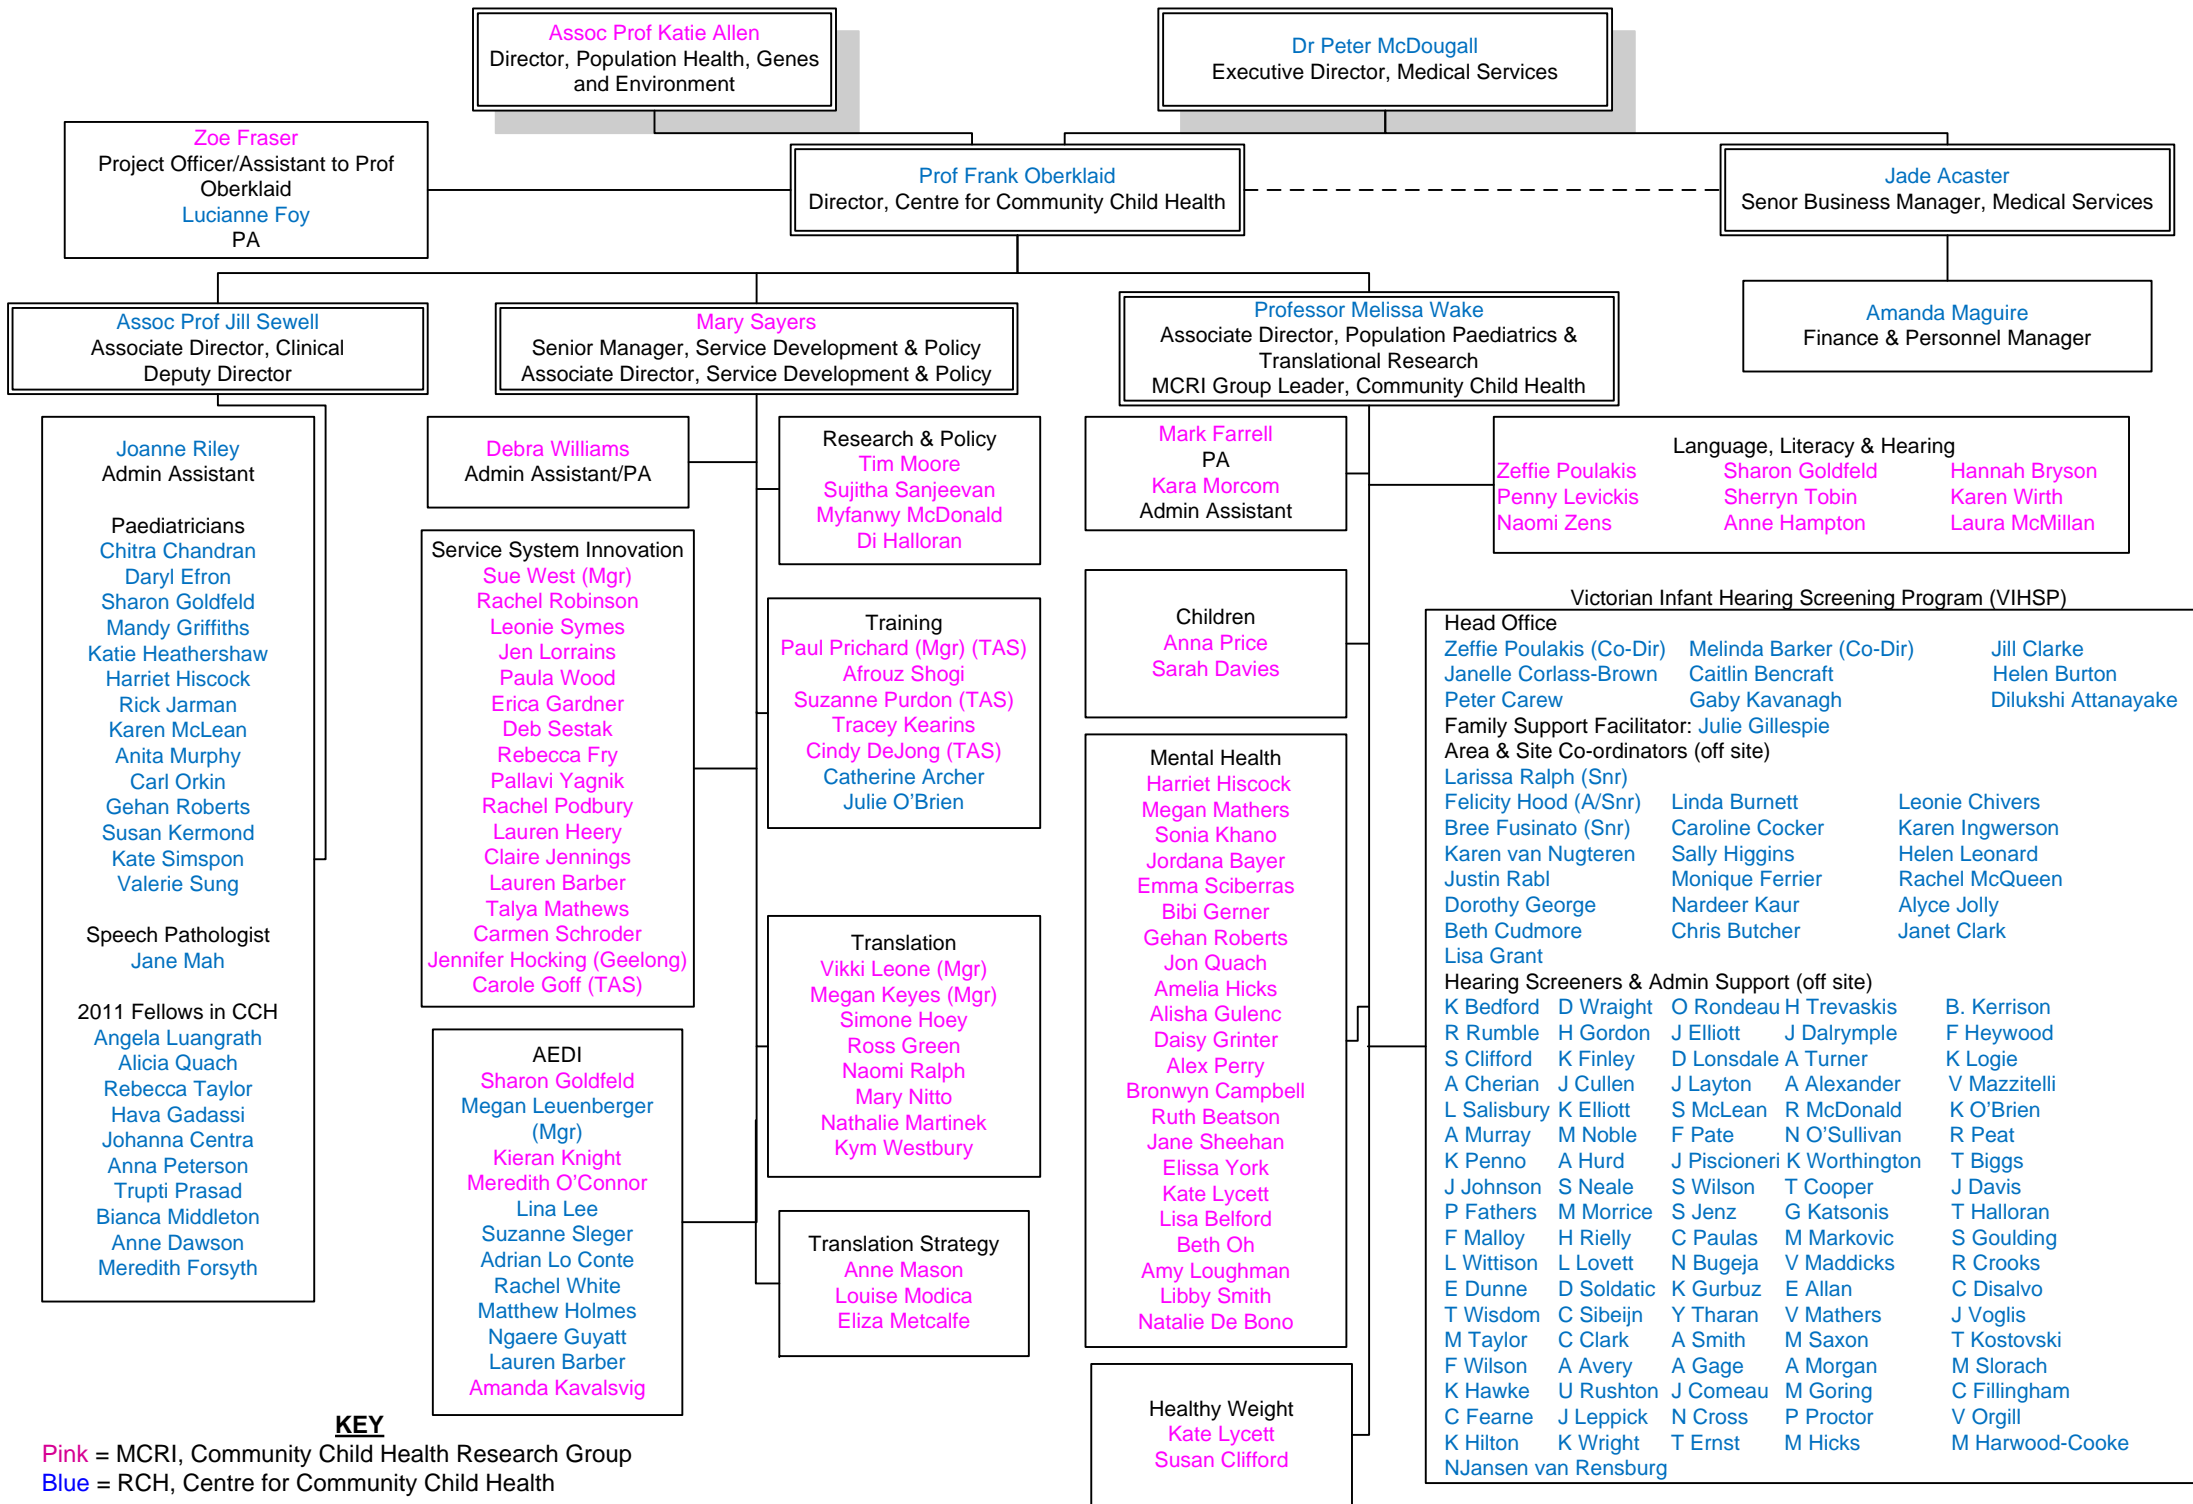 Assoc Prof Katie Allen
Director, Population Health, Genes
and Environment
Dr Peter McDougall
Executive Director, Medical Services
Zoe Fraser
Project Officer/Assistant to Prof
Oberklaid
Lucianne Foy
PA
Prof Frank Oberklaid
Director, Centre for Community Child Health
Jade Acaster
Senor Business Manager, Medical Services
Amanda Maguire
Finance & Personnel Manager
Assoc Prof Jill Sewell
Associate Director, Clinical
Deputy Director
Mary Sayers
Senior Manager, Service Development & Policy
Associate Director, Service Development & Policy
Professor Melissa Wake
Associate Director, Population Paediatrics &
Translational Research
MCRI Group Leader, Community Child Health
Joanne Riley
Admin Assistant
Paediatricians
Chitra Chandran
Daryl Efron
Sharon Goldfeld
Mandy Griffiths
Katie Heathershaw
Harriet Hiscock
Rick Jarman
Karen McLean
Anita Murphy
Carl Orkin
Gehan Roberts
Susan Kermond
Kate Simspon
Valerie Sung
Speech Pathologist
Jane Mah
2011 Fellows in CCH
Angela Luangrath
Alicia Quach
Rebecca Taylor
Hava Gadassi
Johanna Centra
Anna Peterson
Trupti Prasad
Bianca Middleton
Anne Dawson
Meredith Forsyth
Debra Williams
Admin Assistant/PA
Service System Innovation
Sue West (Mgr)
Rachel Robinson
Leonie Symes
Jen Lorrains
Paula Wood
Erica Gardner
Deb Sestak
Rebecca Fry
Pallavi Yagnik
Rachel Podbury
Lauren Heery
Claire Jennings
Lauren Barber
Talya Mathews
Carmen Schroder
Jennifer Hocking (Geelong)
Carole Goff (TAS)
AEDI
Sharon Goldfeld
Megan Leuenberger
(Mgr)
Kieran Knight
Meredith O’Connor
Lina Lee
Suzanne Sleger
Adrian Lo Conte
Rachel White
Matthew Holmes
Ngaere Guyatt
Lauren Barber
Amanda Kavalsvig
Research & Policy
Tim Moore
Sujitha Sanjeevan
Myfanwy McDonald
Di Halloran
Training
Paul Prichard (Mgr) (TAS)
Afrouz Shogi
Suzanne Purdon (TAS)
Tracey Kearins
Cindy DeJong (TAS)
Catherine Archer
Julie O’Brien
Translation
Vikki Leone (Mgr)
Megan Keyes (Mgr)
Simone Hoey
Ross Green
Naomi Ralph
Mary Nitto
Nathalie Martinek
Kym Westbury
Translation Strategy
Anne Mason
Louise Modica
Eliza Metcalfe
Mark Farrell
PA
Kara Morcom
Admin Assistant
Children
Anna Price
Sarah Davies
Mental Health
Harriet Hiscock
Megan Mathers
Sonia Khano
Jordana Bayer
Emma Sciberras
Bibi Gerner
Gehan Roberts
Jon Quach
Amelia Hicks
Alisha Gulenc
Daisy Grinter
Alex Perry
Bronwyn Campbell
Ruth Beatson
Jane Sheehan
Elissa York
Kate Lycett
Lisa Belford
Beth Oh
Amy Loughman
Libby Smith
Natalie De Bono
Healthy Weight
Kate Lycett
Susan Clifford
Language, Literacy & Hearing
Zeffie Poulakis Sharon Goldfeld Hannah Bryson
Penny Levickis Sherryn Tobin Karen Wirth
Naomi Zens Anne Hampton Laura McMillan
Victorian Infant Hearing Screening Program (VIHSP)
Head Office
Zeffie Poulakis (Co-Dir) Melinda Barker (Co-Dir) Jill Clarke
Janelle Corlass-Brown Caitlin Bencraft Helen Burton
Peter Carew Gaby Kavanagh Dilukshi Attanayake
Family Support Facilitator: Julie Gillespie
Area & Site Co-ordinators (off site)
Larissa Ralph (Snr)
Felicity Hood (A/Snr) Linda Burnett Leonie Chivers
Bree Fusinato (Snr) Caroline Cocker Karen Ingwerson
Karen van Nugteren Sally Higgins Helen Leonard
Justin Rabl Monique Ferrier Rachel McQueen
Dorothy George Nardeer Kaur Alyce Jolly
Beth Cudmore Chris Butcher Janet Clark
Lisa Grant
Hearing Screeners & Admin Support (off site)
K Bedford D Wraight O Rondeau H Trevaskis B. Kerrison
R Rumble H Gordon J Elliott J Dalrymple F Heywood
S Clifford K Finley D Lonsdale A Turner K Logie
A Cherian J Cullen J Layton A Alexander V Mazzitelli
L Salisbury K Elliott S McLean R McDonald K O’Brien
A Murray M Noble F Pate N O’Sullivan R Peat
K Penno A Hurd J Piscioneri K Worthington T Biggs
J Johnson S Neale S Wilson T Cooper J Davis
P Fathers M Morrice S Jenz G Katsonis T Halloran
F Malloy H Rielly C Paulas M Markovic S Goulding
L Wittison L Lovett N Bugeja V Maddicks R Crooks
E Dunne D Soldatic K Gurbuz E Allan C Disalvo
T Wisdom C Sibeijn Y Tharan V Mathers J Voglis
M Taylor C Clark A Smith M Saxon T Kostovski
F Wilson A Avery A Gage A Morgan M Slorach
K Hawke U Rushton J Comeau M Goring C Fillingham
C Fearne J Leppick N Cross P Proctor V Orgill
K Hilton K Wright T Ernst M Hicks M Harwood-Cooke
NJansen van Rensburg
KEY
Pink = MCRI, Community Child Health Research Group
Blue = RCH, Centre for Community Child Health